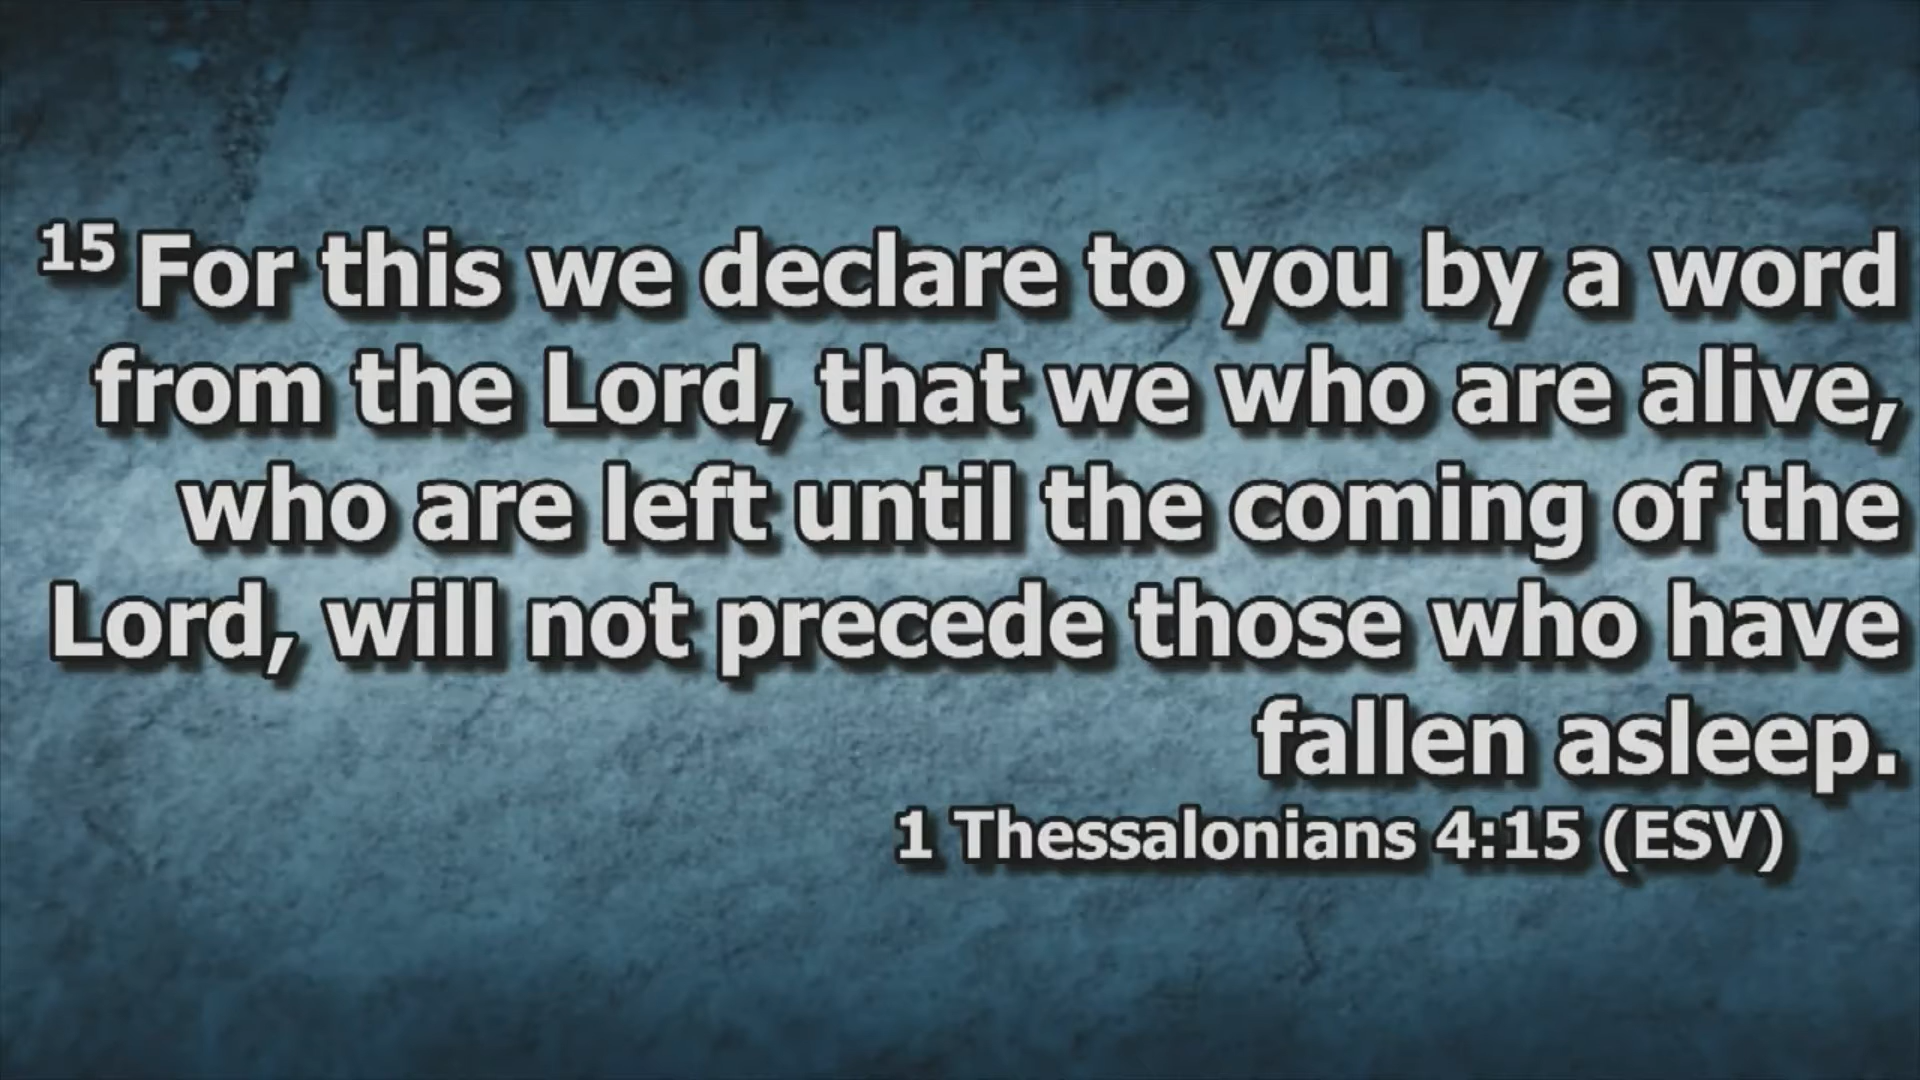 15 For this we declare to you by a word
from the Lord, that we who are alive,
who are left until the coming of the
Lord, will not precede those who have
fallen asleep.
1 Thessalonians 4:15 (ESV)